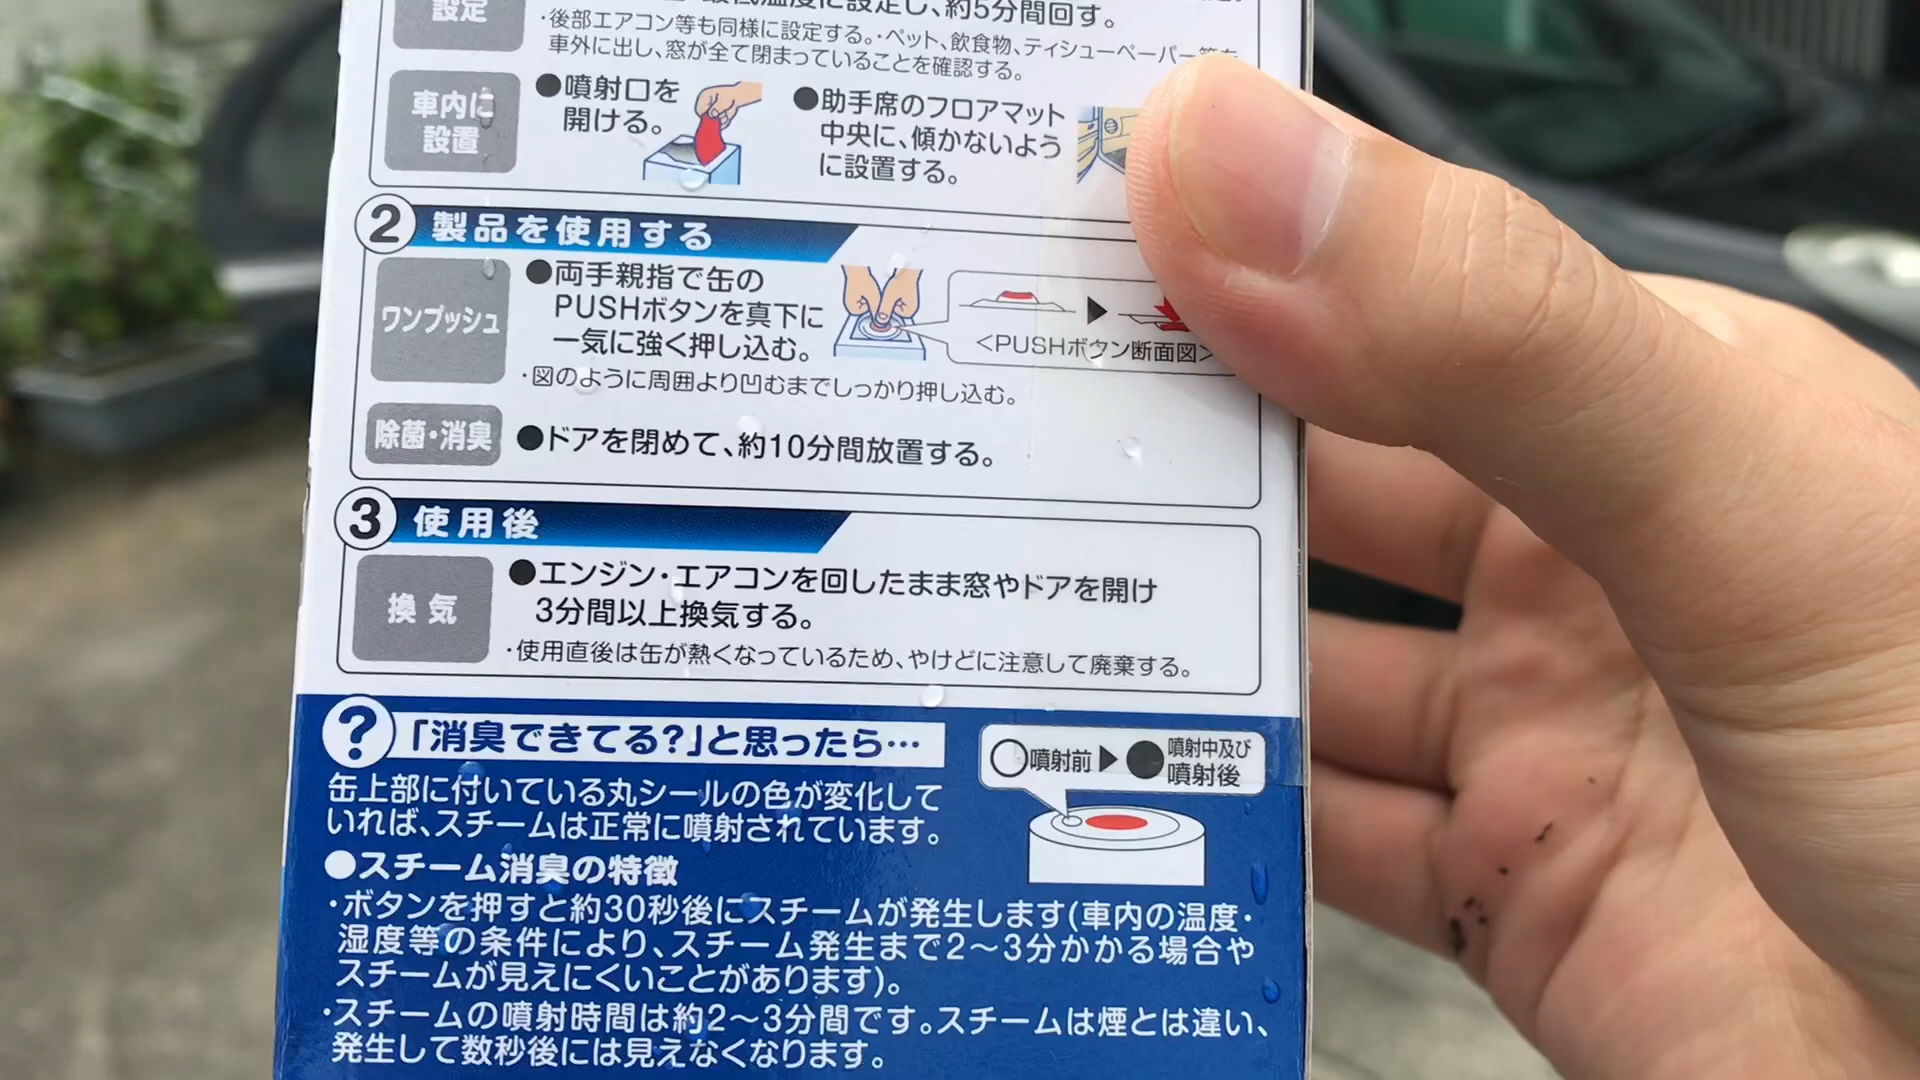 設定
最低温度に設定し、約5分間回す。
・後部エアコン等も同様に設定する。・ペット、飲食物、ティシューペーパー等を
車外に出し、窓が全て閉まっていることを確認する。
車内に
設置
●噴射口を
開ける。
●助手席のフロアマット
中央に、傾かないよう
に設置する。
② 製品を使用する
ワンプッシュ
●両手親指で缶の
PUSHボタンを真下に
一気に強く押し込む。
<PUSHボタン断面図>
・図のように周囲より凹むまでしっかり押し込む。
除菌・消臭
●ドアを閉めて、約10分間放置する。
③ 使用後
換気
●エンジン・エアコンを回したまま窓やドアを開け
3分間以上換気する。
・使用直後は缶が熱くなっているため、やけどに注意して廃棄する。
? 「消臭できてる?」と思ったら…
噴射前▶噴射中及び
噴射後
缶上部に付いている丸シールの色が変化して
いれば、スチームは正常に噴射されています。
●スチーム消臭の特徴
・ボタンを押すと約30秒後にスチームが発生します(車内の温度・
湿度等の条件により、スチーム発生まで2〜3分かかる場合や
スチームが見えにくいことがあります)。
・スチームの噴射時間は約2〜3分間です。スチームは煙とは違い、
発生して数秒後には見えなくなります。